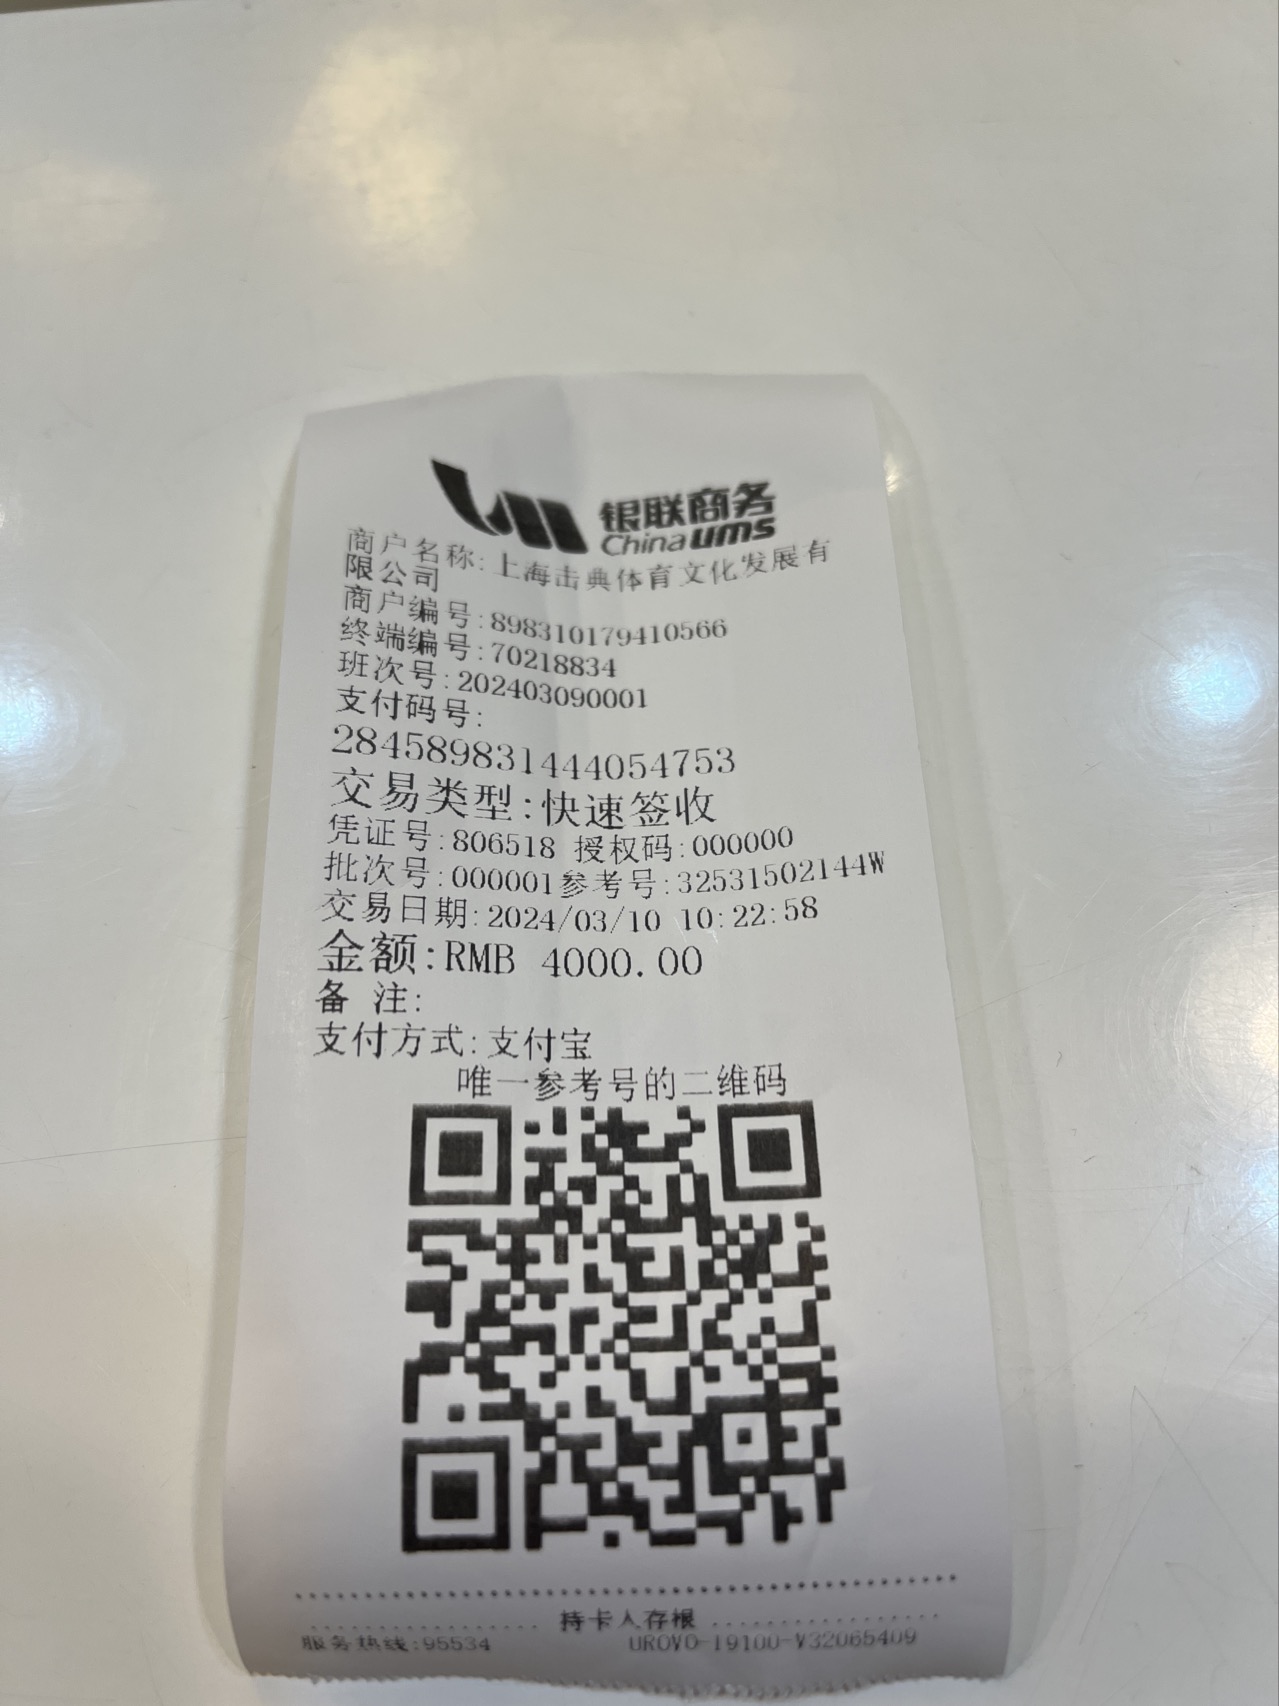 银联商务
China ums
商户名称:上海击典体育文化发展有
限公司
商户编号:898310179410566
终端编号:70218834
班次号:202403090001
支付码号:
284589831444054753
交易类型:快速签收
凭证号:806518 授权码:000000
批次号:000001参考号:32531502144W
交易日期:2024/03/10 10:22:58
金额:RMB 4000.00
备 注:
支付方式:支付宝
唯一参考号的二维码
持卡人存根
服务热线:95534 UROVO-I9100-V32065409